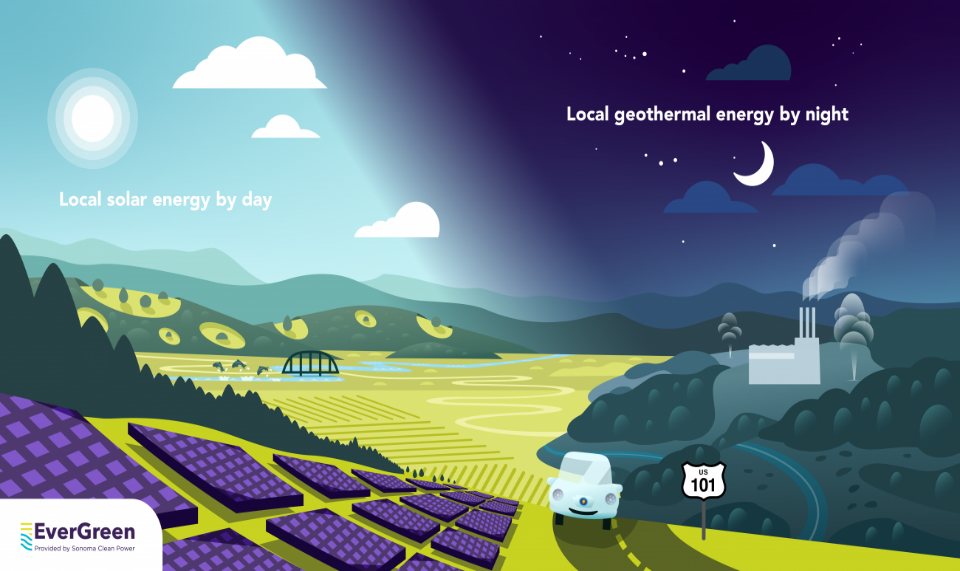 Local geothermal energy by night
Local solar energy by day
US
101
EverGreen
Provided by Sonoma Clean Power